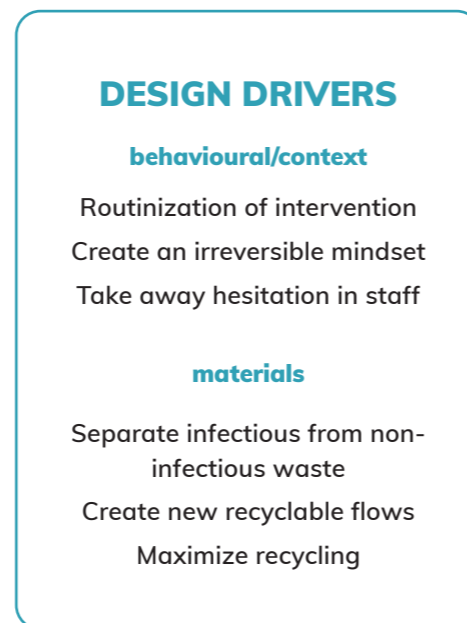 DESIGN DRIVERS
behavioural/context
Routinization of intervention
Create an irreversible mindset
Take away hesitation in staff
materials
Separate infectious from non-
infectious waste
Create new recyclable flows
Maximize recycling